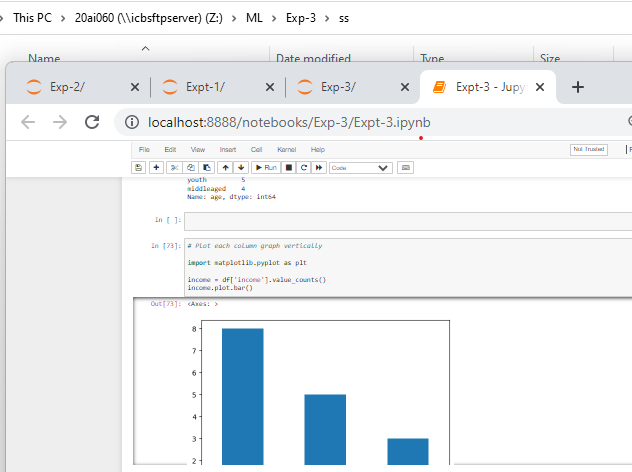 This PC > 20ai060 (\\icbsftpserver) (Z:) > ML > Exp-3 > ss
Name Date modified Type Size
Exp-2/ Expt-1/ Exp-3/ Expt-3 - Jupy
localhost:8888/notebooks/Exp-3/Expt-3.ipynb
File Edit View Insert Cell Kernel Help Not Trusted
Run Code
youth 5
middleaged 4
Name: age, dtype: int64
In [ ]:
In [73]: # Plot each column graph vertically
import matplotlib.pyplot as plt
income = df['income'].value_counts()
income.plot.bar()
Out[73]: <Axes: >
8
7
6
5
4
3
2